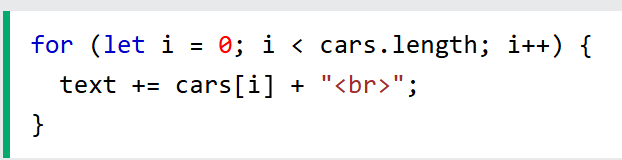 for (let i = 0; i < cars.length; i++) {
  text += cars[i] + "<br>";
}